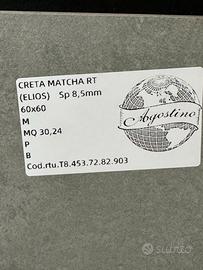 CRETA MATCHA RT
(ELIOS) Sp 8,5mm
60x60
M
MQ 30,24
P
B
Cod.rtu.T8.453.72.82.903
Agostino
subito